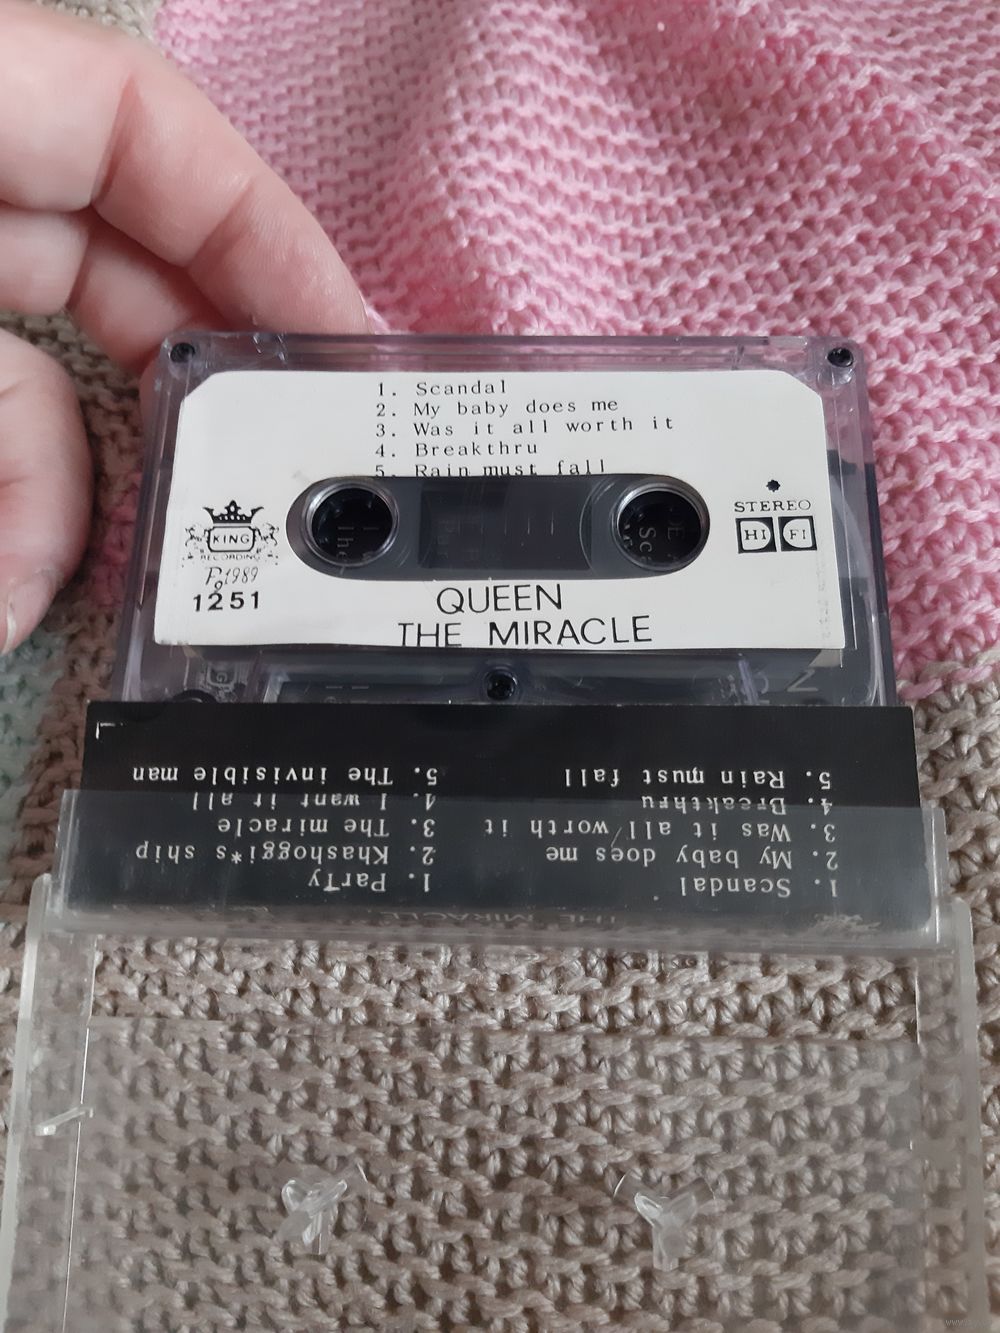 1. Scandal
2. My baby does me
3. Was it all worth it
4. Breakthru
5. Rain must fall
STEREO
HI FI
KING
RECORDING
P. 1989
1251
QUEEN
THE MIRACLE
THE MIRACLE
1. Scandal
2. My baby does me
3. Was it all worth it
4. Breakthru
5. Rain must fall
1. ParTy
2. Khashoggi*s ship
3. The miracle
4. I want it all
5. The invisible man